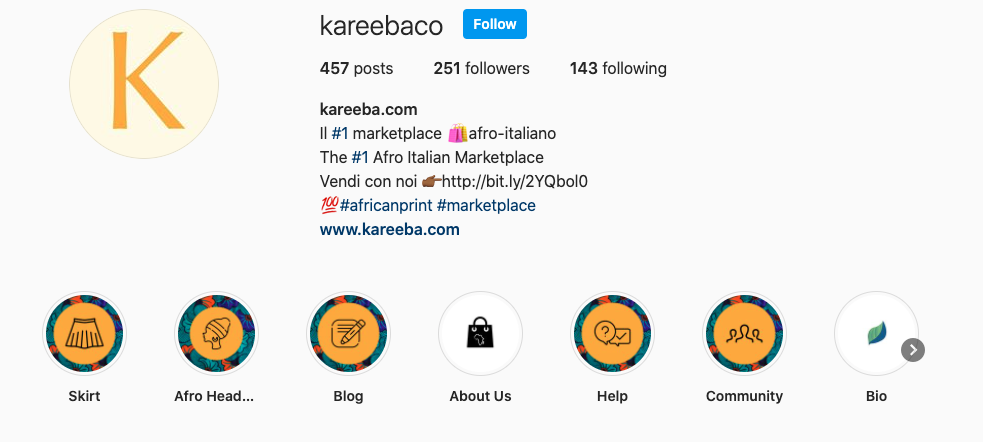 K
kareebaco Follow
457 posts 251 followers 143 following
kareeba.com
Il #1 marketplace 🛍️afro-italiano
The #1 Afro Italian Marketplace
Vendi con noi 👉🏾http://bit.ly/2YQbol0
💯#africanprint #marketplace
www.kareeba.com
Skirt Afro Head... Blog About Us Help Community Bio